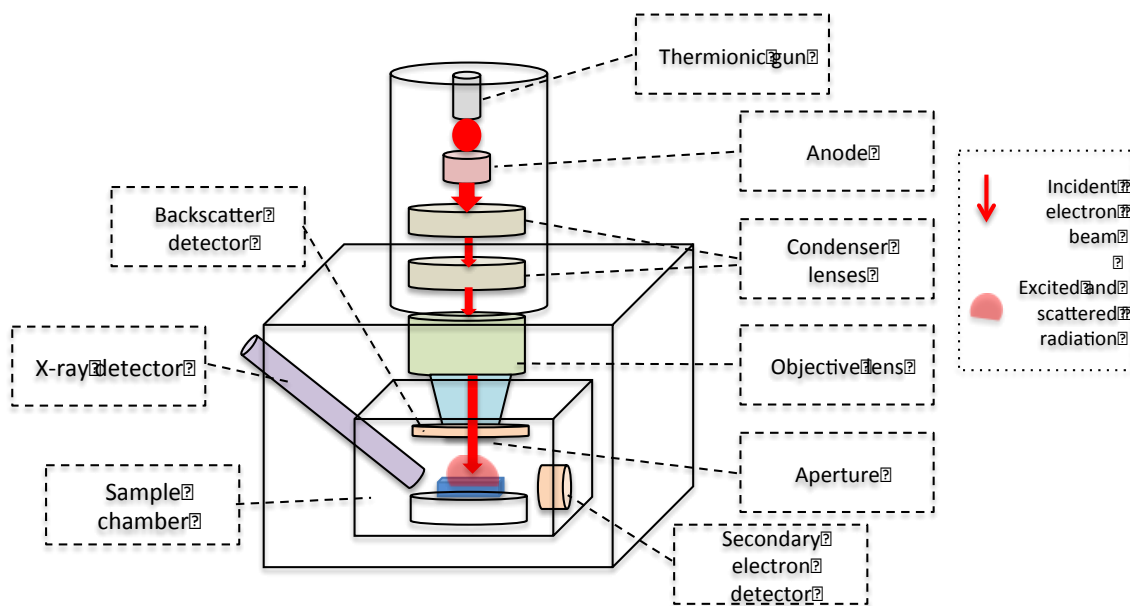 Thermionic gun
Anode
Backscatter
detector
Condenser
lenses
X-ray detector
Objective lens
Sample
chamber
Aperture
Secondary
electron
detector
Incident
electron
beam
Excited and
scattered
radiation